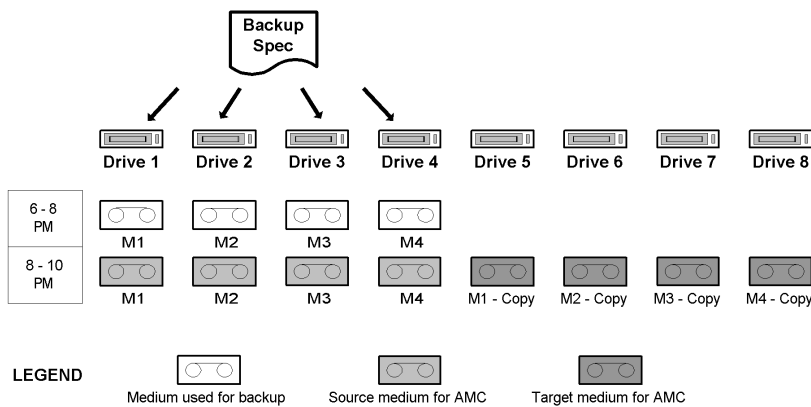 Backup
Spec
Drive 1 Drive 2 Drive 3 Drive 4 Drive 5 Drive 6 Drive 7 Drive 8
6 - 8
PM
M1 M2 M3 M4
8 - 10
PM
M1 M2 M3 M4 M1 - Copy M2 - Copy M3 - Copy M4 - Copy
LEGEND
Medium used for backup Source medium for AMC Target medium for AMC